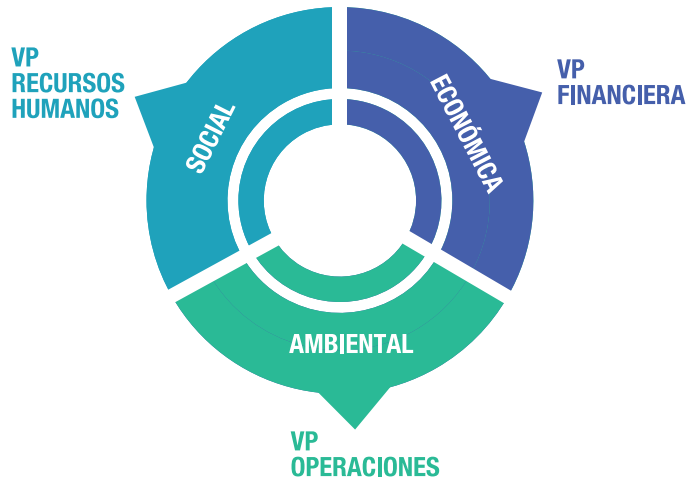 VP
RECURSOS
HUMANOS
SOCIAL
ECONÓMICA
VP
FINANCIERA
AMBIENTAL
VP
OPERACIONES